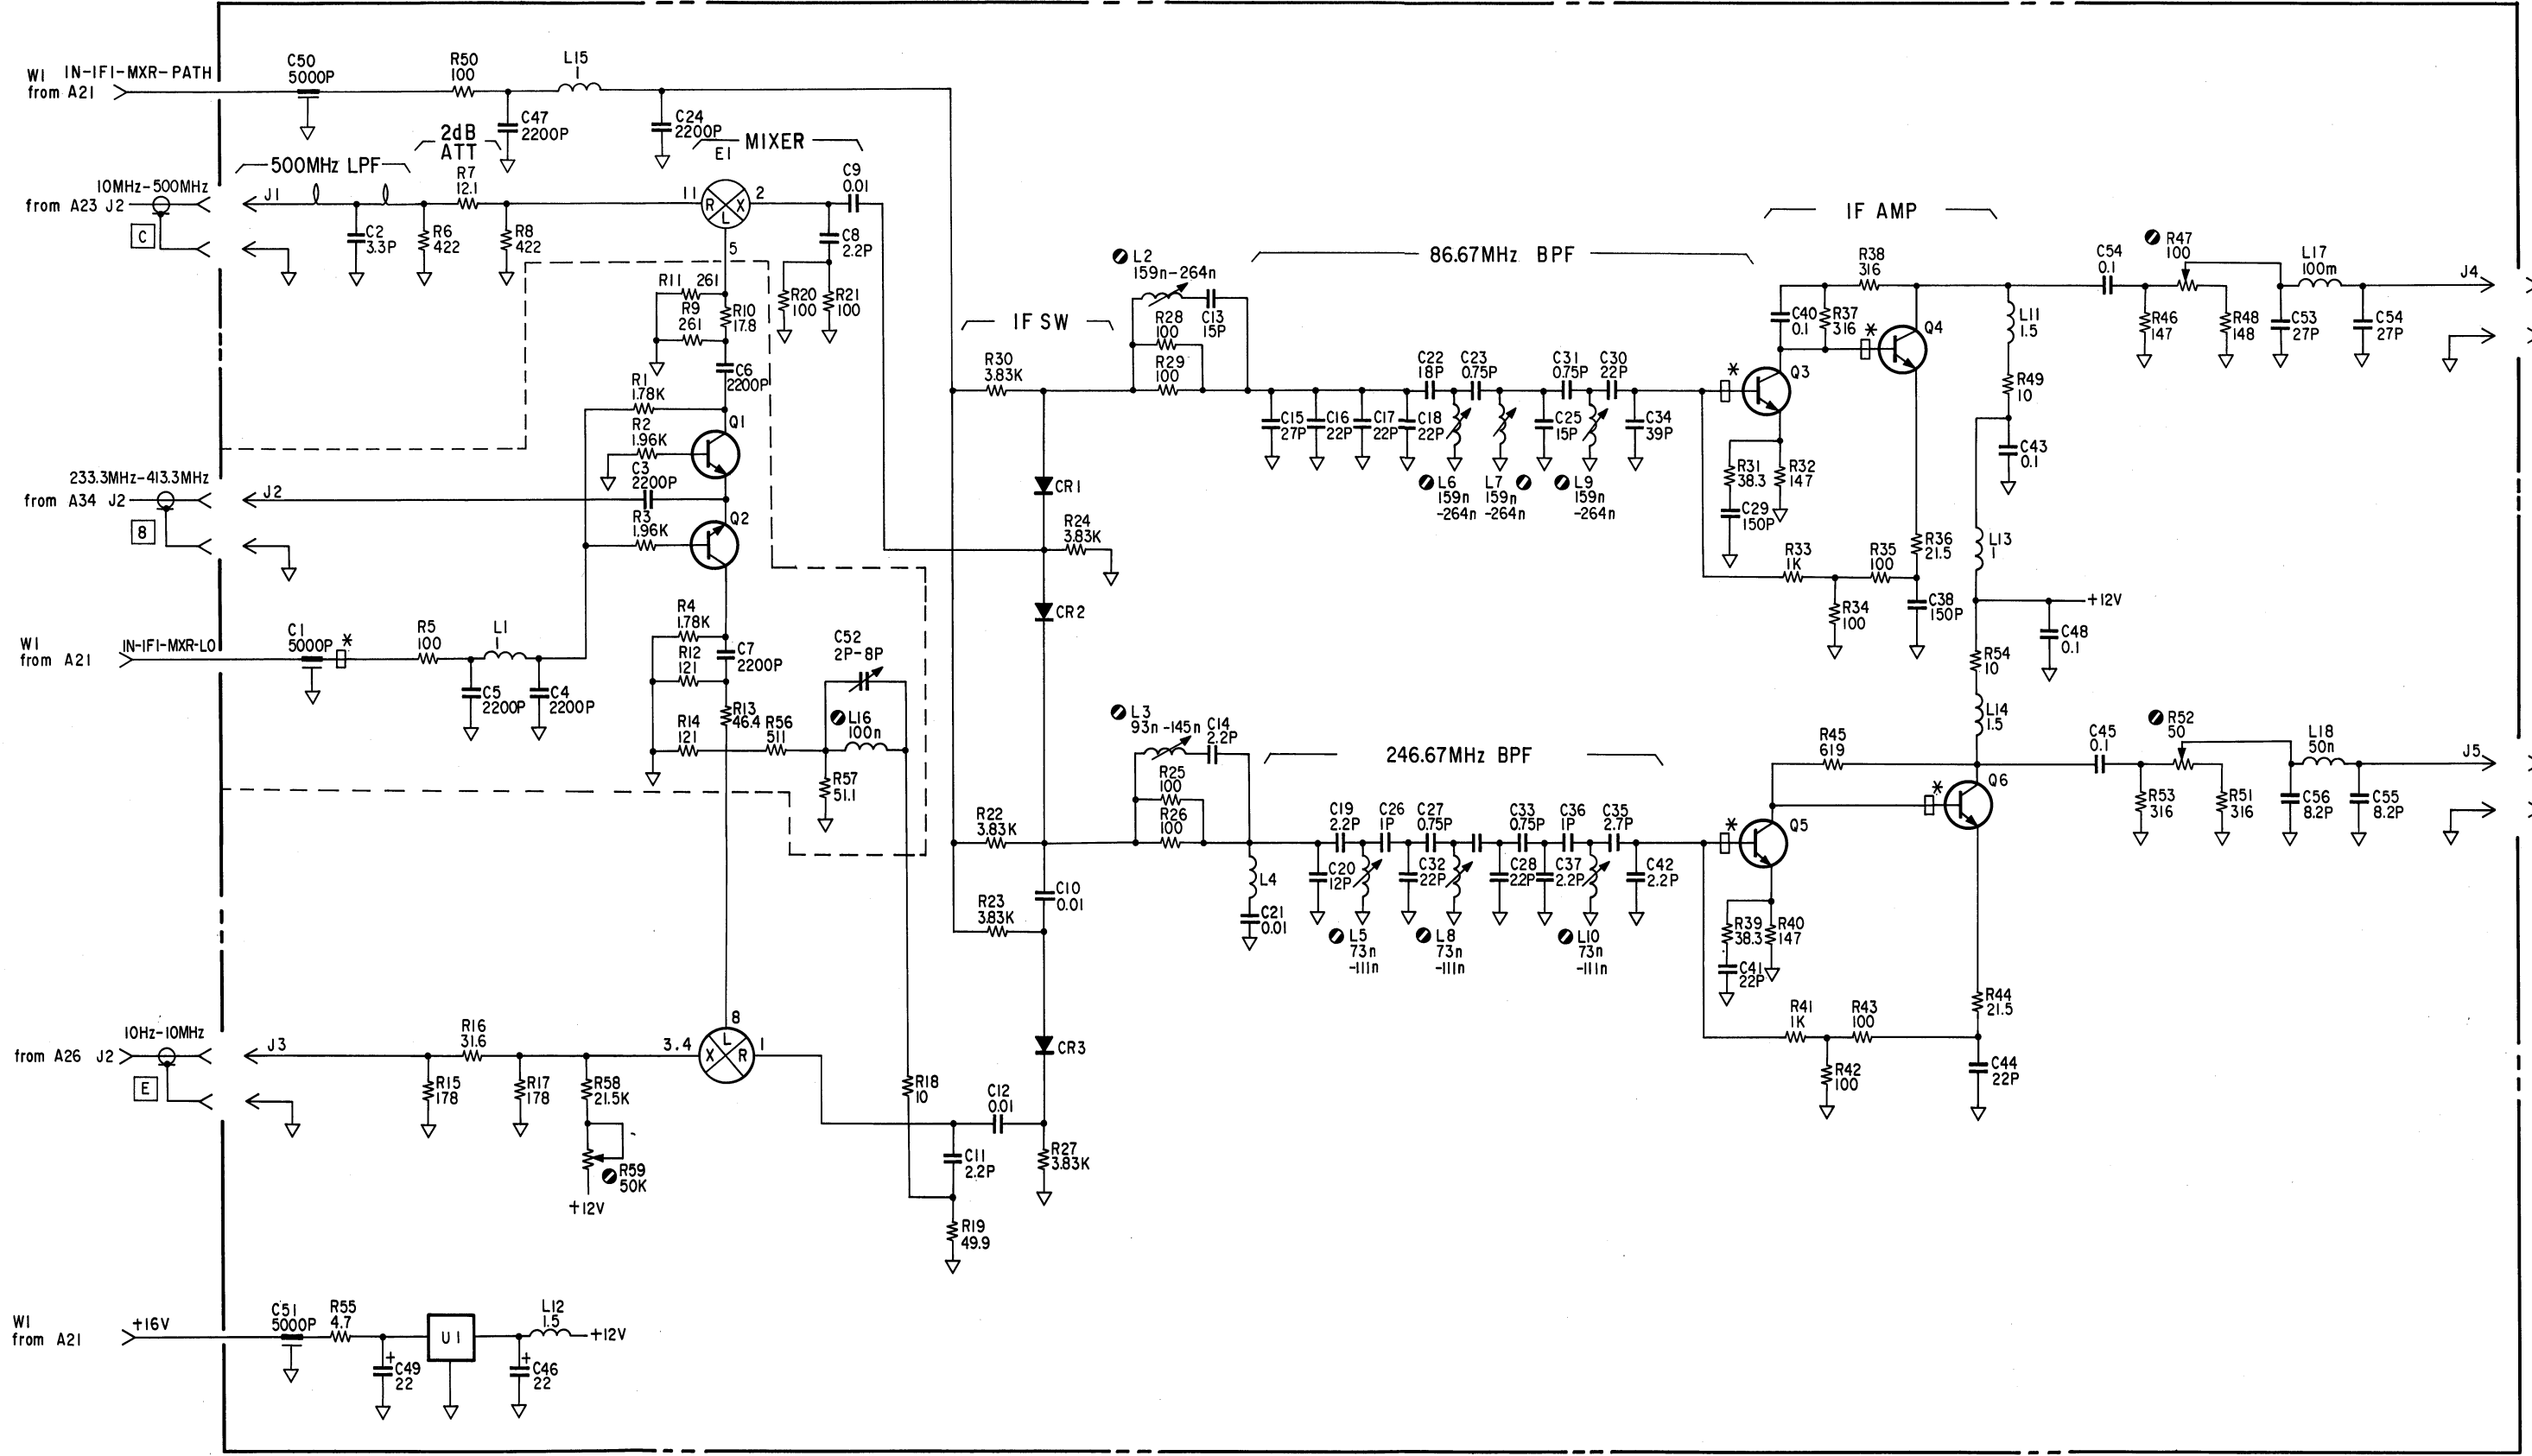 W1 IN-IF1-MXR-PATH
from A21
C50
5000P
R50
100
L15
1
C47
2200P
C24
2200P
2dB
ATT
500MHz LPF
MIXER
E1
10MHz-500MHz
from A23 J2
C
J1
R7
12.1
C2
3.3P
R6
422
R8
422
11
R
X
L
2
5
C9
0.01
C8
2.2P
R20
100
R21
100
R11 261
R9
261
R10
17.8
C6
2200P
R1
1.78K
R2
1.96K
Q1
C3
2200P
233.3MHz-413.3MHz
from A34 J2
8
J2
R3
1.96K
Q2
W1
from A21
IN-IF1-MXR-LO
C1
5000P
*
R5
100
L1
1
C5
2200P
C4
2200P
R4
1.78K
R12
121
C7
2200P
R13
46.4
R14
121
R56
511
C52
2P-8P
L16
100n
R57
51.1
10Hz-10MHz
from A26 J2
E
J3
R16
31.6
R15
178
R17
178
R58
21.5K
R59
50K
+12V
3.4
8
L
X
R
1
R18
10
C12
0.01
C11
2.2P
R19
49.9
R27
3.83K
W1
from A21
+16V
C51
5000P
R55
4.7
+
C49
22
U1
+
C46
22
L12
1.5
+12V
IF SW
R30
3.83K
CR1
R24
3.83K
CR2
R22
3.83K
R23
3.83K
C10
0.01
CR3
L2
159n-264n
R28
100
C13
15P
R29
100
86.67MHz BPF
C15
27P
C16
22P
C17
22P
C18
22P
C22
18P
C23
0.75P
C31
0.75P
C30
22P
C25
15P
C34
39P
L6
159n
-264n
L7
159n
-264n
L9
159n
-264n
IF AMP
R38
316
C40
0.1
R37
316
*
Q4
*
Q3
R31
38.3
R32
147
C29
150P
R33
1K
R35
100
R34
100
R36
21.5
C38
150P
L11
1.5
R49
10
C43
0.1
L13
1
+12V
C48
0.1
R54
10
L14
1.5
C54
0.1
R47
100
R46
147
R48
148
L17
100m
C53
27P
C54
27P
J4
L3
93n-145n
C14
2.2P
R25
100
R26
100
246.67MHz BPF
L4
C21
0.01
C19
2.2P
C26
1P
C27
0.75P
C33
0.75P
C36
1P
C35
2.7P
C20
12P
C32
22P
C28
2.2P
C37
2.2P
C42
2.2P
L5
73n
-111n
L8
73n
-111n
L10
73n
-111n
R45
619
*
Q6
*
Q5
R39
38.3
R40
147
C41
22P
R41
1K
R43
100
R42
100
R44
21.5
C44
22P
C45
0.1
R52
50
R53
316
R51
316
L18
50n
C56
8.2P
C55
8.2P
J5